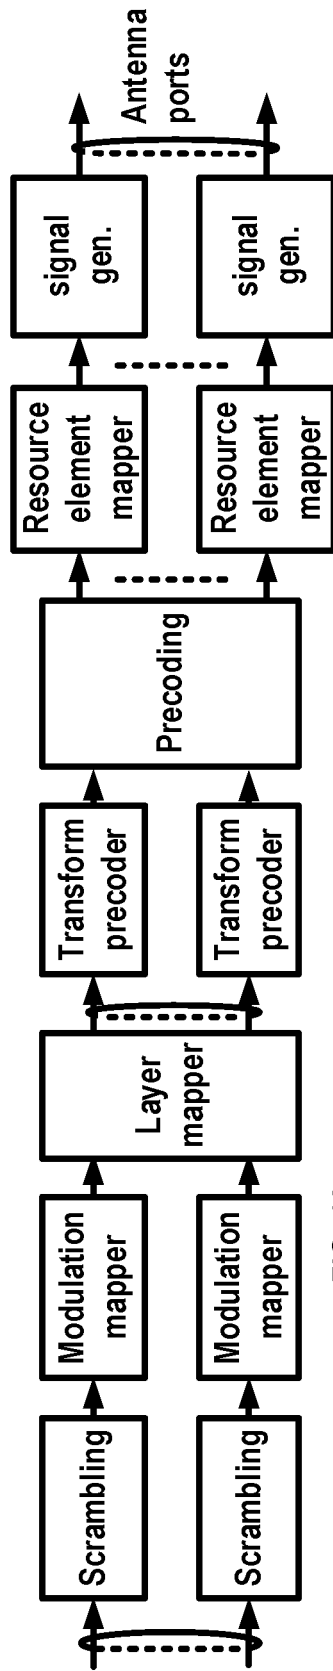 Scrambling
Modulation
mapper
Layer
mapper
Transform
precoder
Precoding
Resource
element
mapper
signal
gen.
Antenna
ports
Scrambling
Modulation
mapper
Transform
precoder
Resource
element
mapper
signal
gen.